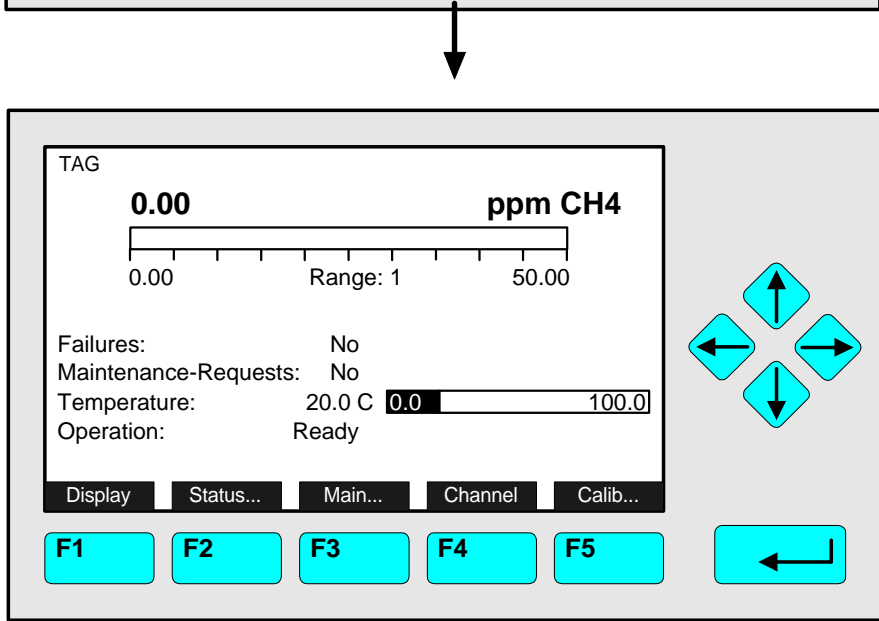 TAG
0.00 ppm CH4
0.00 Range: 1 50.00
Failures: No
Maintenance-Requests: No
Temperature: 20.0 C 0.0 100.0
Operation: Ready
Display Status... Main... Channel Calib...
F1 F2 F3 F4 F5